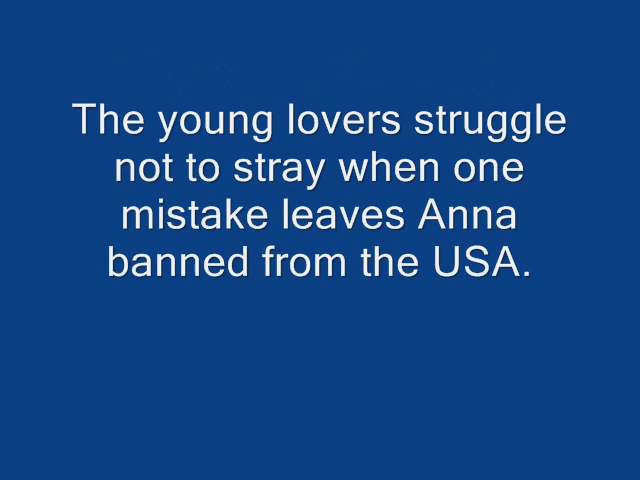 The young lovers struggle
not to stray when one
mistake leaves Anna
banned from the USA.